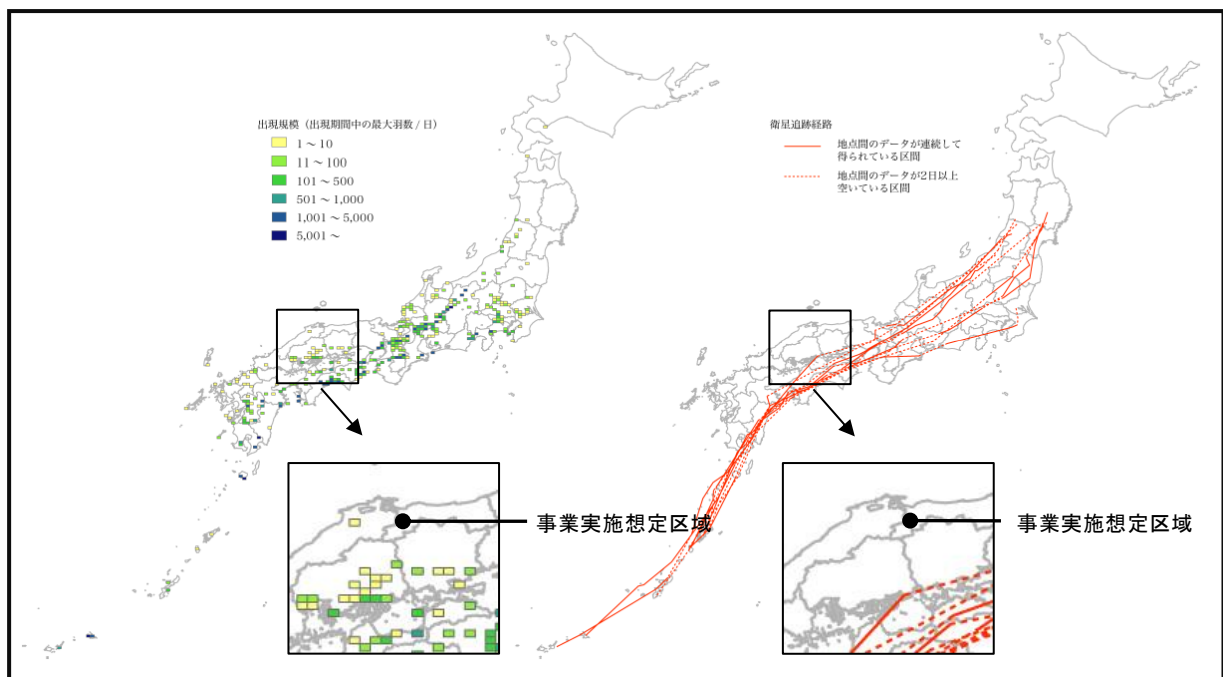 出現規模（出現期間中の最大羽数 / 日）
1～10
11～100
101～500
501～1,000
1,001～5,000
5,001～
衛星追跡経路
地点間のデータが連続して
得られている区間
地点間のデータが2日以上
空いている区間
事業実施想定区域
事業実施想定区域